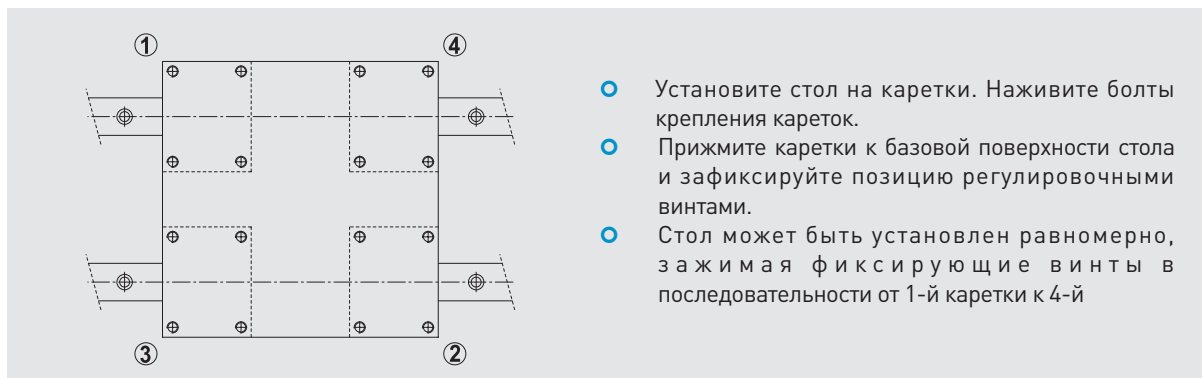 1
4
3
2
Установите стол на каретки. Наживите болты
крепления кареток.
Прижмите каретки к базовой поверхности стола
и зафиксируйте позицию регулировочными
винтами.
Стол может быть установлен равномерно,
зажимая фиксирующие винты в
последовательности от 1-й каретки к 4-й